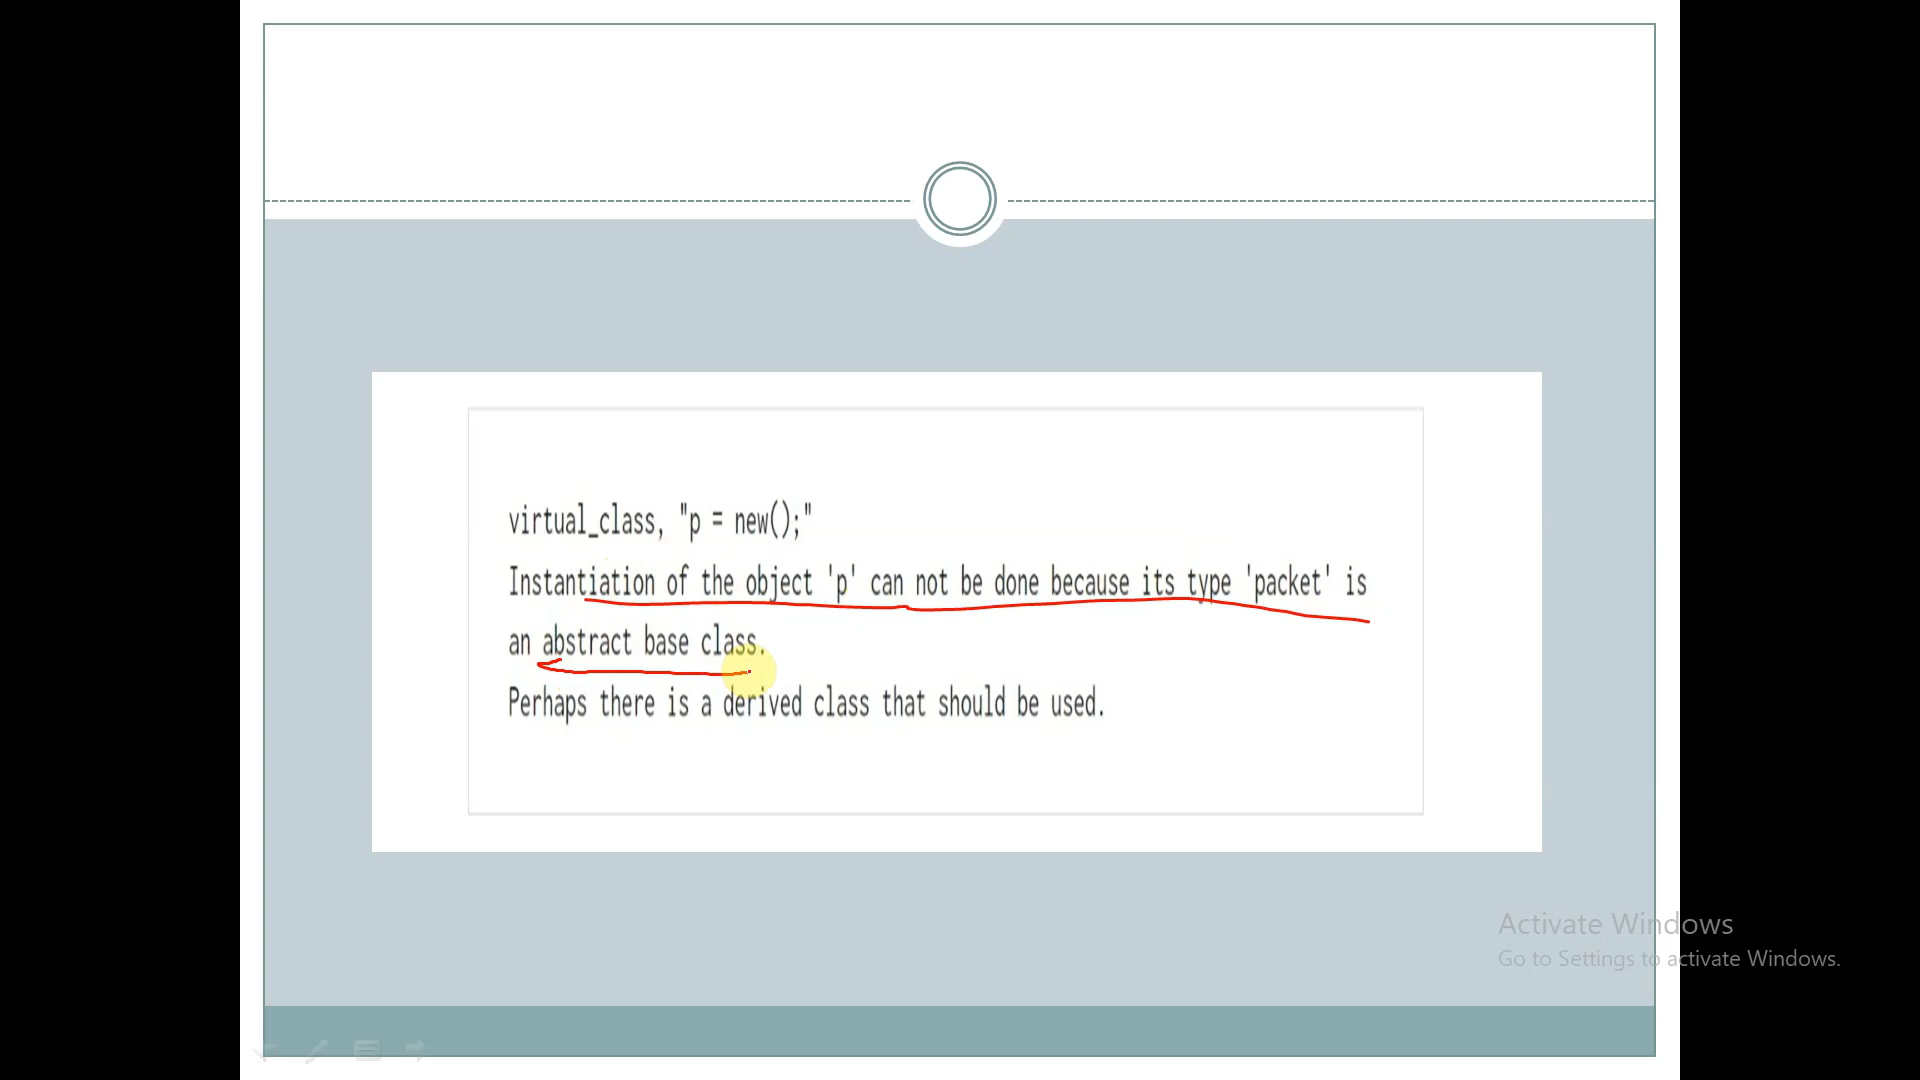 virtual_class, "p = new();"
Instantiation of the object 'p' can not be done because its type 'packet' is
an abstract base class.
Perhaps there is a derived class that should be used.
Activate Windows
Go to Settings to activate Windows.